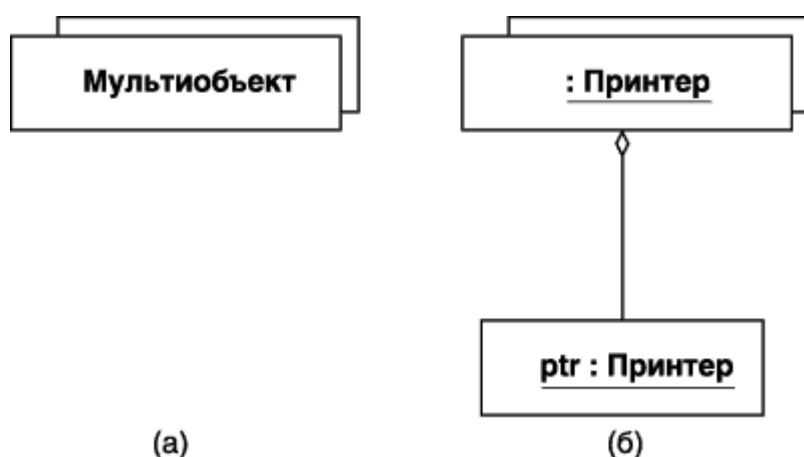 Мультиобъект
: Принтер
ptr : Принтер
(а)
(б)